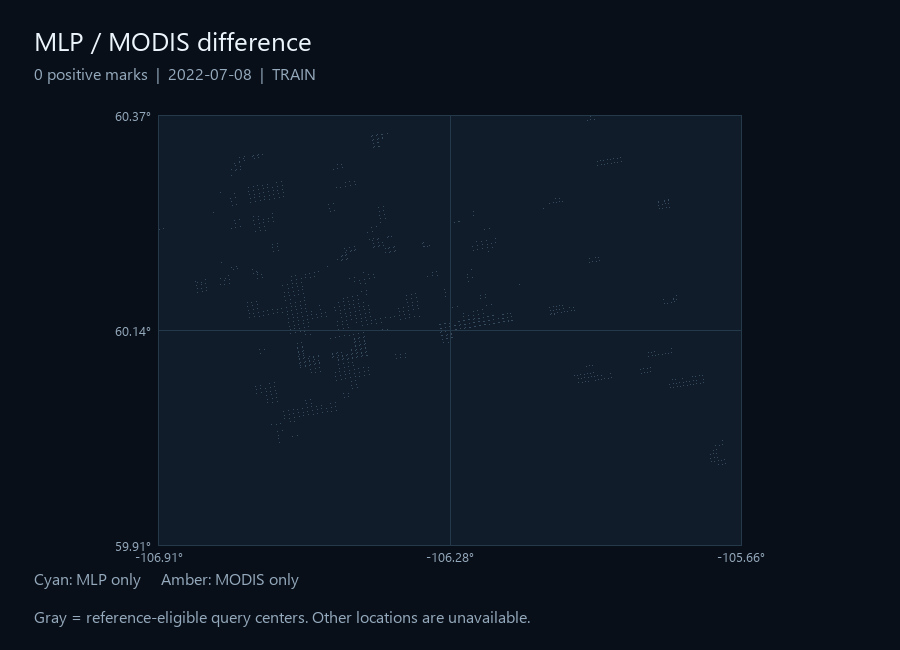 MLP / MODIS difference
0 positive marks | 2022-07-08 | TRAIN
60.37°
60.14°
59.91°
-106.91°
-106.28°
-105.66°
Cyan: MLP only
Amber: MODIS only
Gray = reference-eligible query centers. Other locations are unavailable.